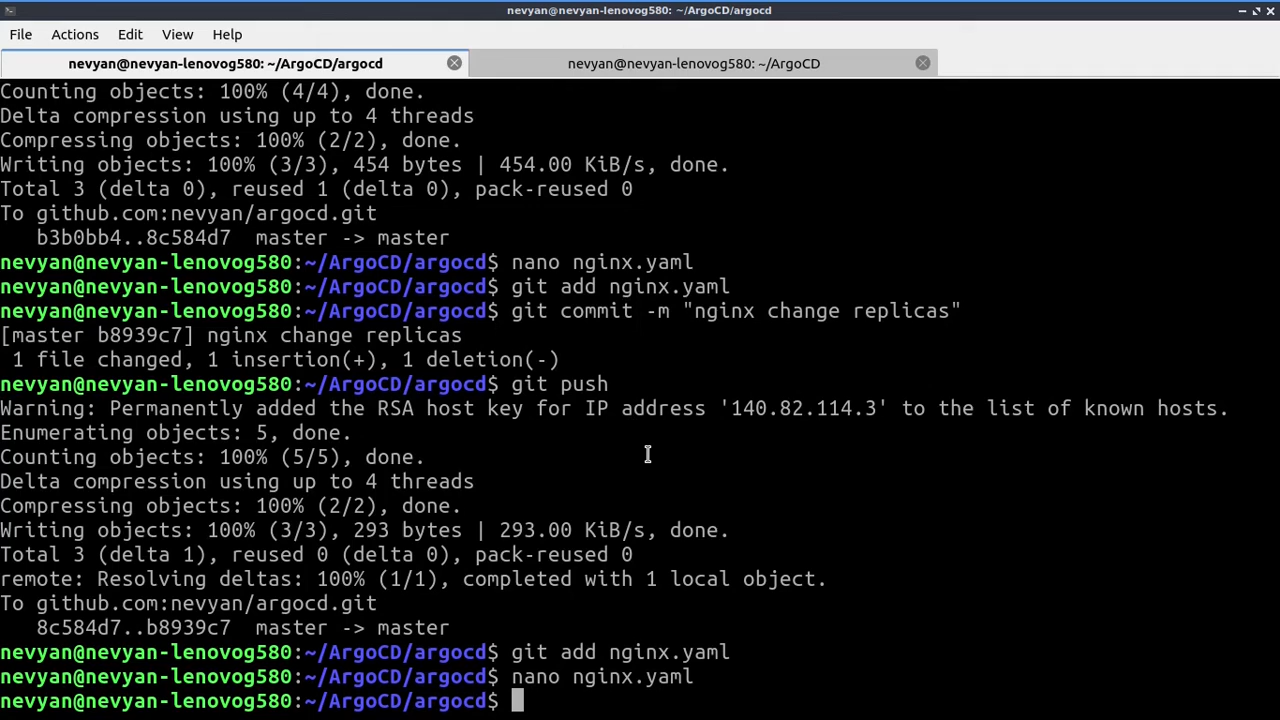 nevyan@nevyan-lenovog580: ~/ArgoCD/argocd
File Actions Edit View Help
nevyan@nevyan-lenovog580: ~/ArgoCD/argocd nevyan@nevyan-lenovog580: ~/ArgoCD
Counting objects: 100% (4/4), done.
Delta compression using up to 4 threads
Compressing objects: 100% (2/2), done.
Writing objects: 100% (3/3), 454 bytes | 454.00 KiB/s, done.
Total 3 (delta 0), reused 1 (delta 0), pack-reused 0
To github.com:nevyan/argocd.git
   b3b0bb4..8c584d7  master -> master
nevyan@nevyan-lenovog580:~/ArgoCD/argocd$ nano nginx.yaml
nevyan@nevyan-lenovog580:~/ArgoCD/argocd$ git add nginx.yaml
nevyan@nevyan-lenovog580:~/ArgoCD/argocd$ git commit -m "nginx change replicas"
[master b8939c7] nginx change replicas
 1 file changed, 1 insertion(+), 1 deletion(-)
nevyan@nevyan-lenovog580:~/ArgoCD/argocd$ git push
Warning: Permanently added the RSA host key for IP address '140.82.114.3' to the list of known hosts.
Enumerating objects: 5, done.
Counting objects: 100% (5/5), done.
Delta compression using up to 4 threads
Compressing objects: 100% (2/2), done.
Writing objects: 100% (3/3), 293 bytes | 293.00 KiB/s, done.
Total 3 (delta 1), reused 0 (delta 0), pack-reused 0
remote: Resolving deltas: 100% (1/1), completed with 1 local object.
To github.com:nevyan/argocd.git
   8c584d7..b8939c7  master -> master
nevyan@nevyan-lenovog580:~/ArgoCD/argocd$ git add nginx.yaml
nevyan@nevyan-lenovog580:~/ArgoCD/argocd$ nano nginx.yaml
nevyan@nevyan-lenovog580:~/ArgoCD/argocd$